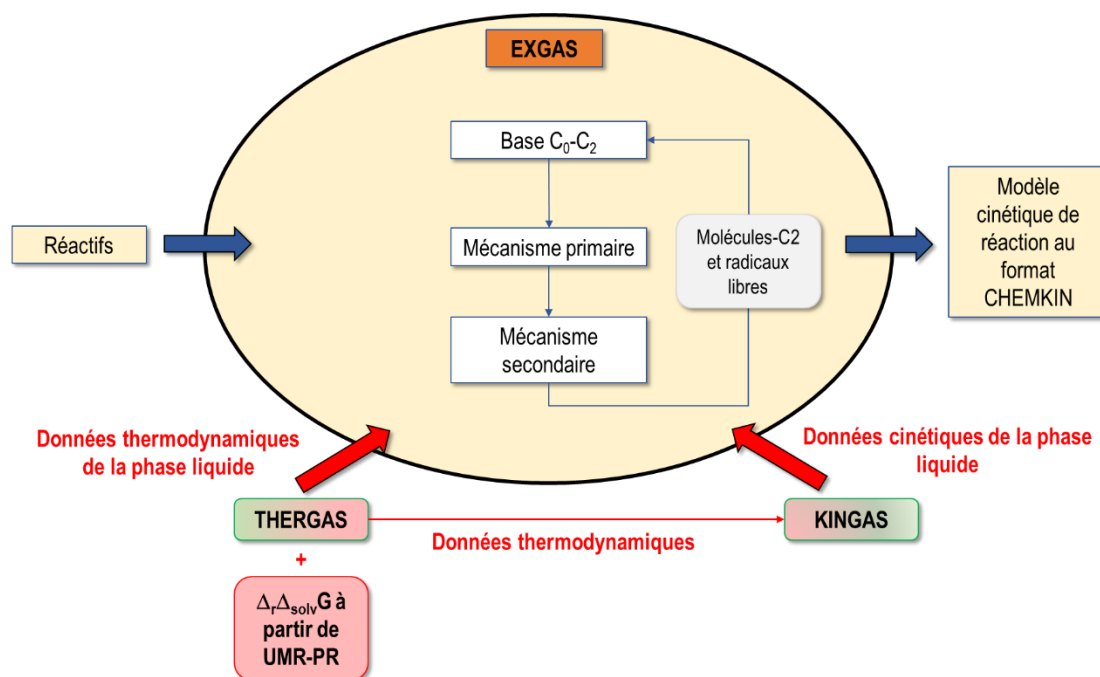 EXGAS
Base C₀-C₂
Réactifs
Mécanisme primaire
Molécules-C2
et radicaux
libres
Modèle
cinétique de
réaction au
format
CHEMKIN
Mécanisme
secondaire
Données thermodynamiques
de la phase liquide
Données cinétiques de la phase
liquide
THERGAS
KINGAS
Données thermodynamiques
+
ΔᵣΔsolvG à
partir de
UMR-PR